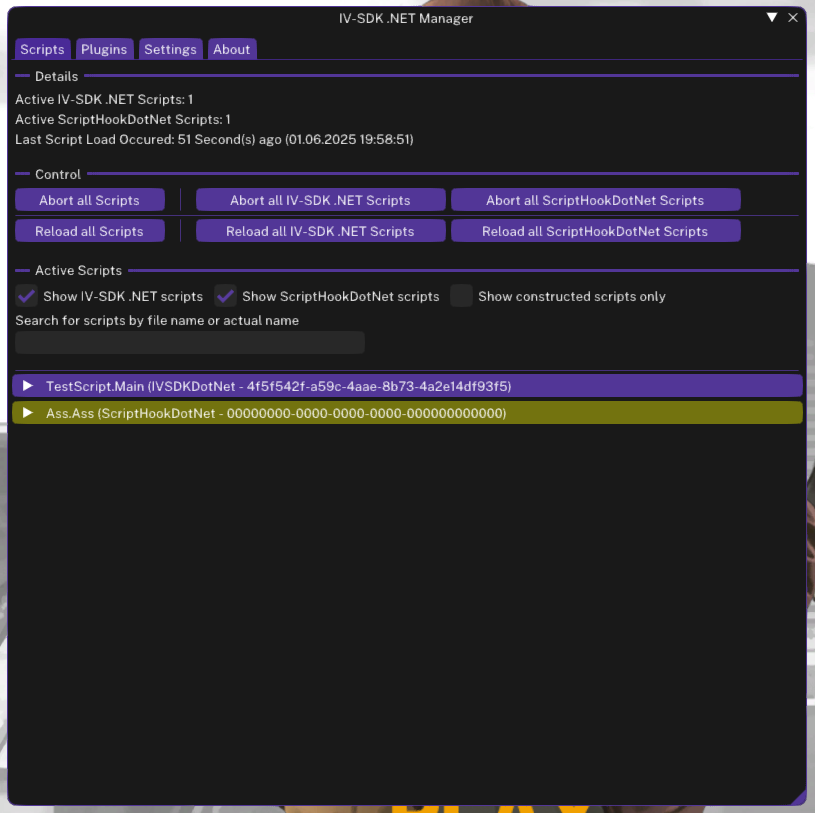 IV-SDK .NET Manager
Scripts Plugins Settings About
Details
Active IV-SDK .NET Scripts: 1
Active ScriptHookDotNet Scripts: 1
Last Script Load Occured: 51 Second(s) ago (01.06.2025 19:58:51)
Control
Abort all Scripts Abort all IV-SDK .NET Scripts Abort all ScriptHookDotNet Scripts
Reload all Scripts Reload all IV-SDK .NET Scripts Reload all ScriptHookDotNet Scripts
Active Scripts
Show IV-SDK .NET scripts Show ScriptHookDotNet scripts Show constructed scripts only
Search for scripts by file name or actual name
TestScript.Main (IVSDKDotNet - 4f5f542f-a59c-4aae-8b73-4a2e14df93f5)
Ass.Ass (ScriptHookDotNet - 00000000-0000-0000-0000-000000000000)